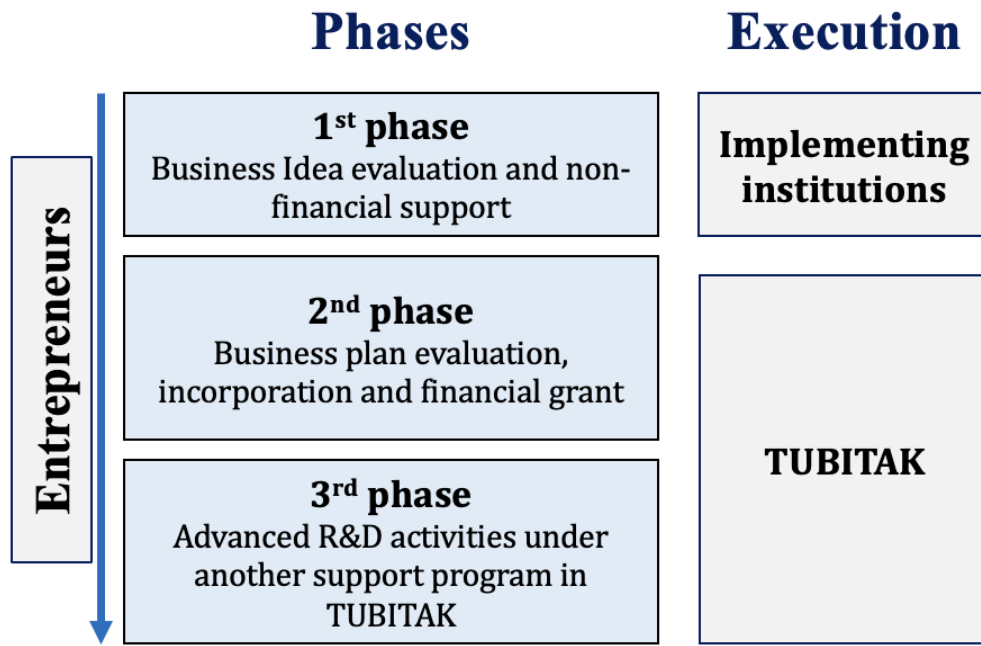 Phases
Execution
Entrepreneurs
1st phase
Business Idea evaluation and non-
financial support
Implementing
institutions
2nd phase
Business plan evaluation,
incorporation and financial grant
TUBITAK
3rd phase
Advanced R&D activities under
another support program in
TUBITAK